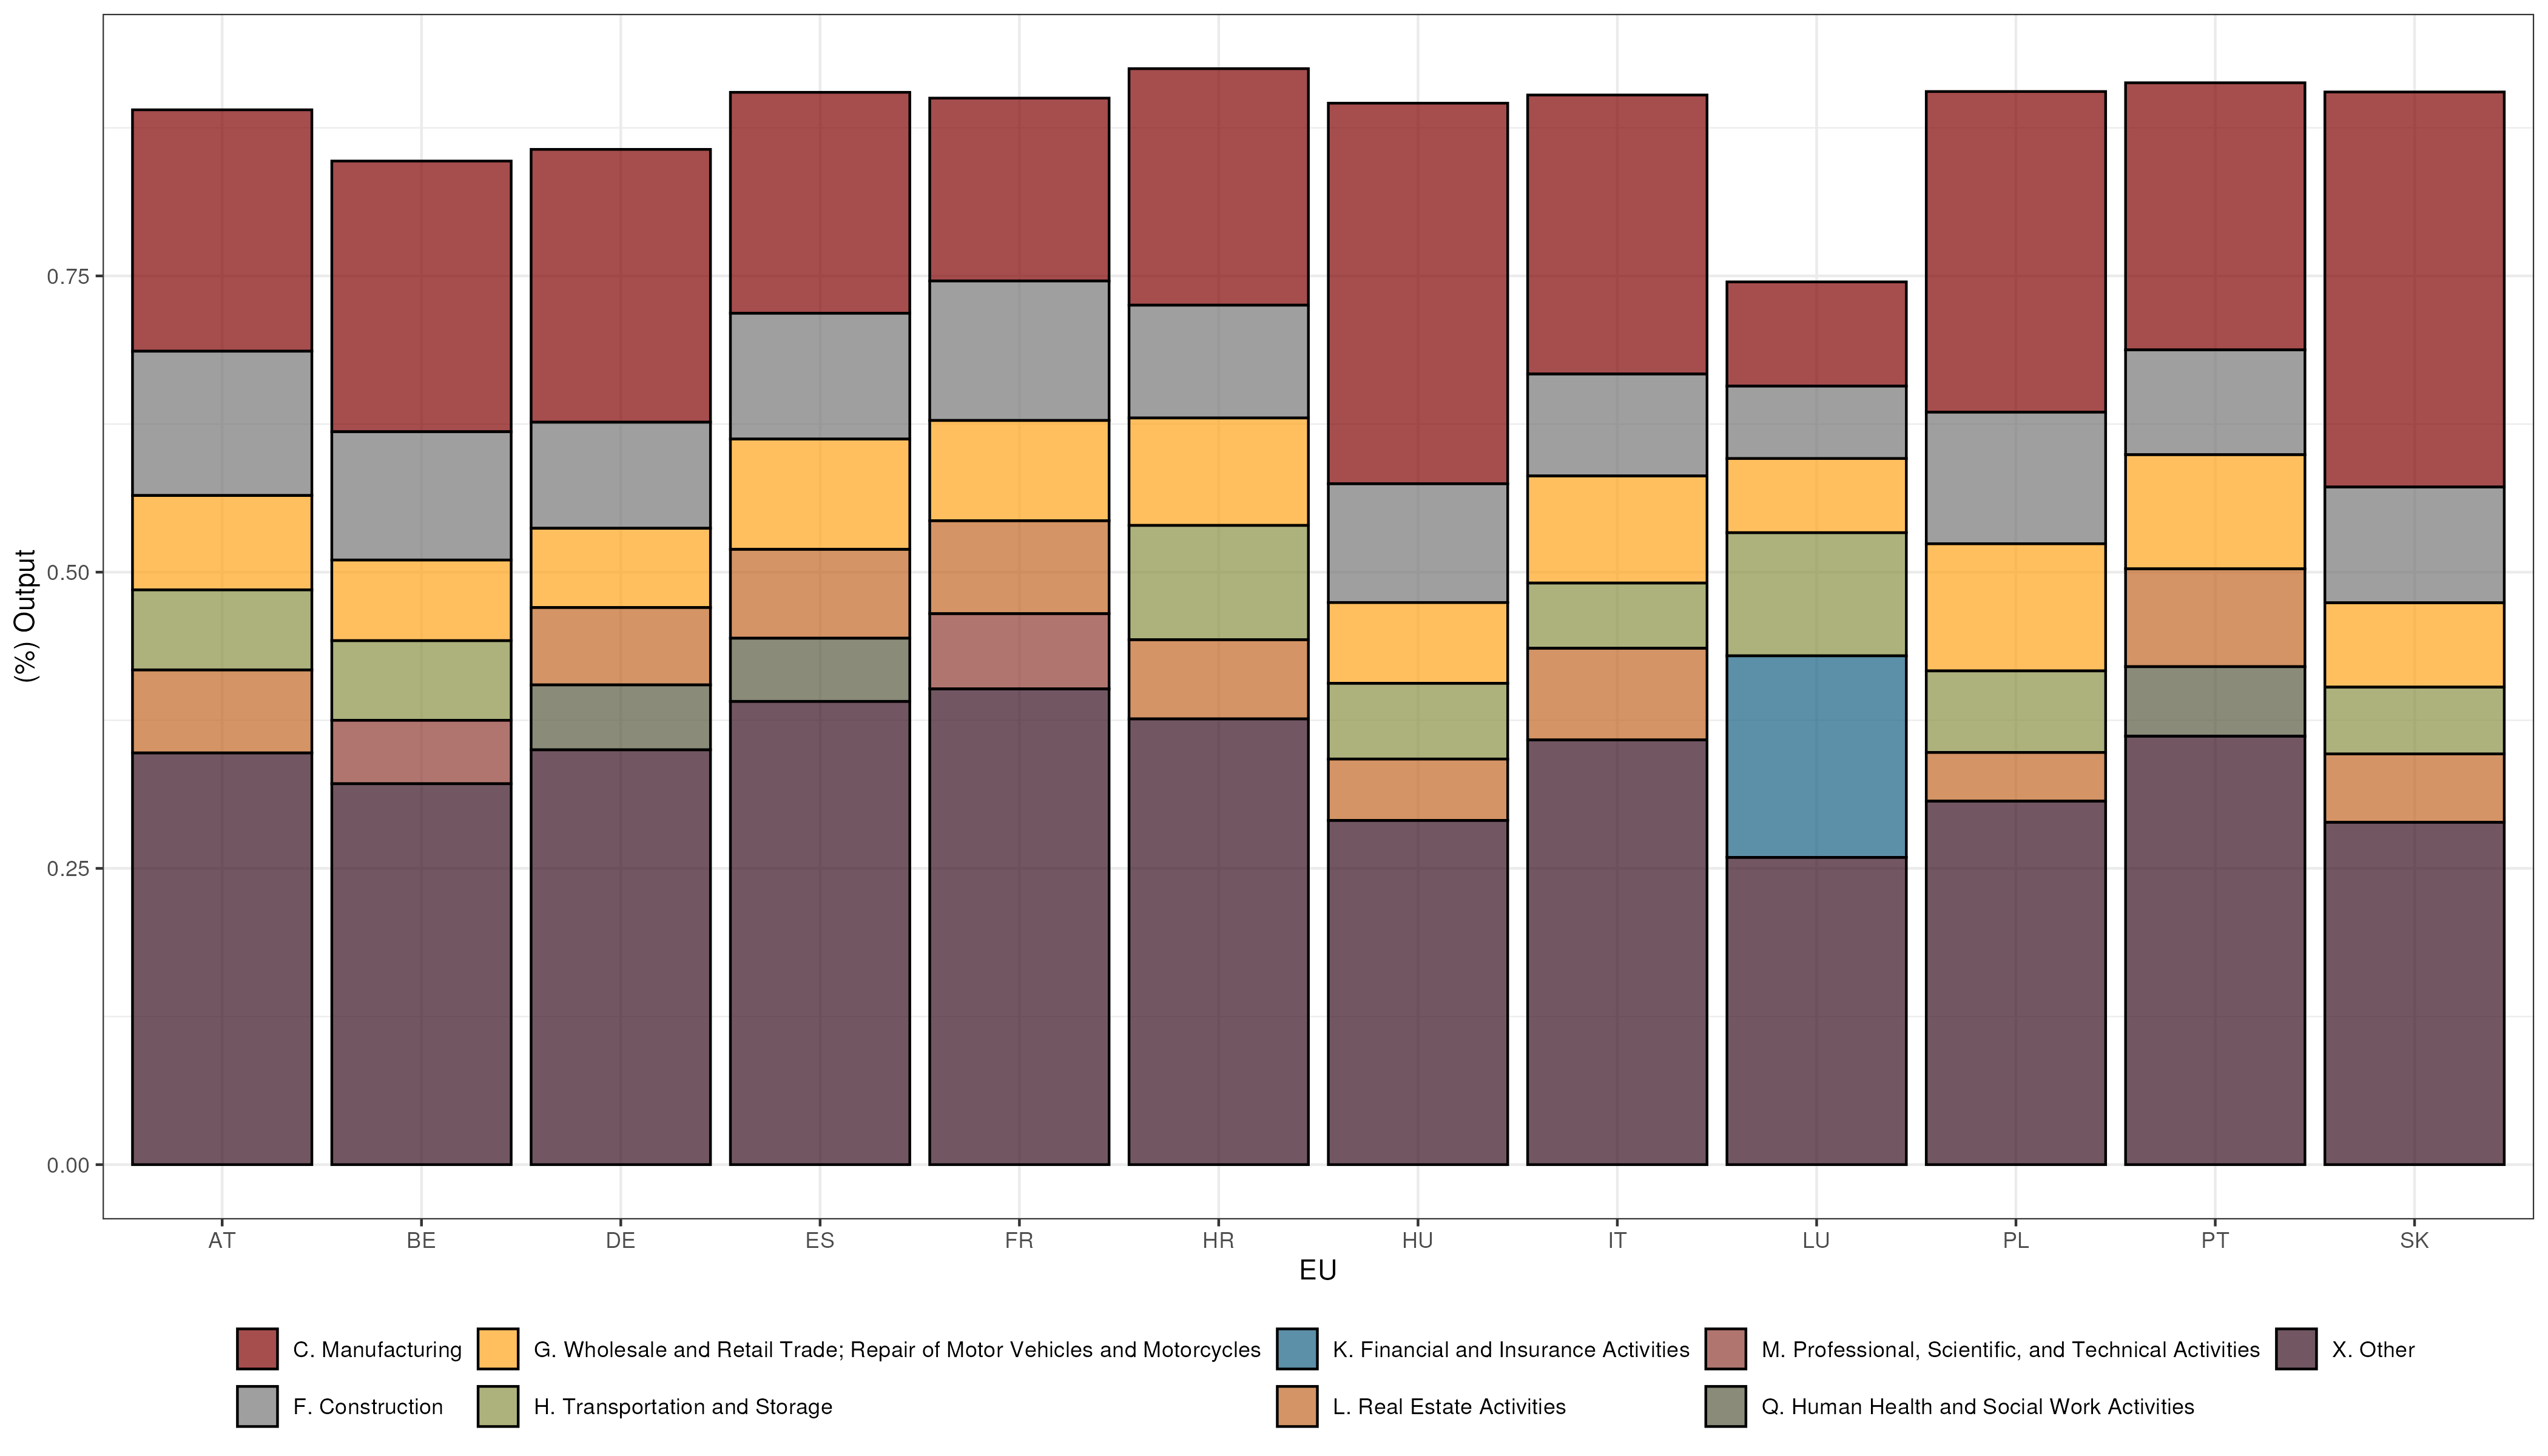 0.75
0.50
0.25
0.00
(%) Output
AT BE DE ES FR HR HU IT LU PL PT SK
EU
C. Manufacturing G. Wholesale and Retail Trade; Repair of Motor Vehicles and Motorcycles K. Financial and Insurance Activities M. Professional, Scientific, and Technical Activities X. Other
F. Construction H. Transportation and Storage L. Real Estate Activities Q. Human Health and Social Work Activities